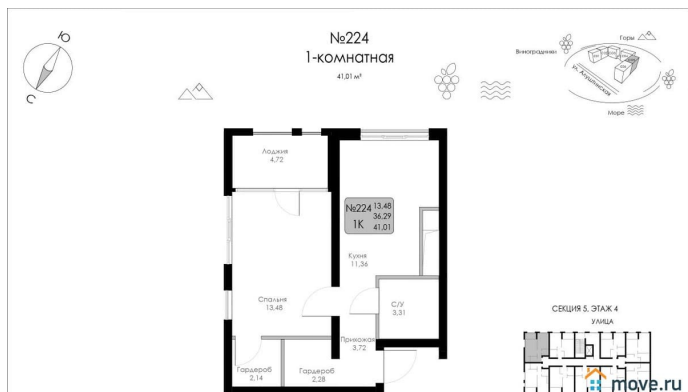 Ю
С
№224
1-комнатная
41,01 м²
Горы
Виноградники
ул. Алуштинская
Море
Лоджия
4,72
№224
1К
13,48
36,29
41,01
Кухня
11,36
Спальня
13,48
С/У
3,31
Прихожая
3,72
Гардероб
2,14
Гардероб
2,28
СЕКЦИЯ 5, ЭТАЖ 4
УЛИЦА
move.ru